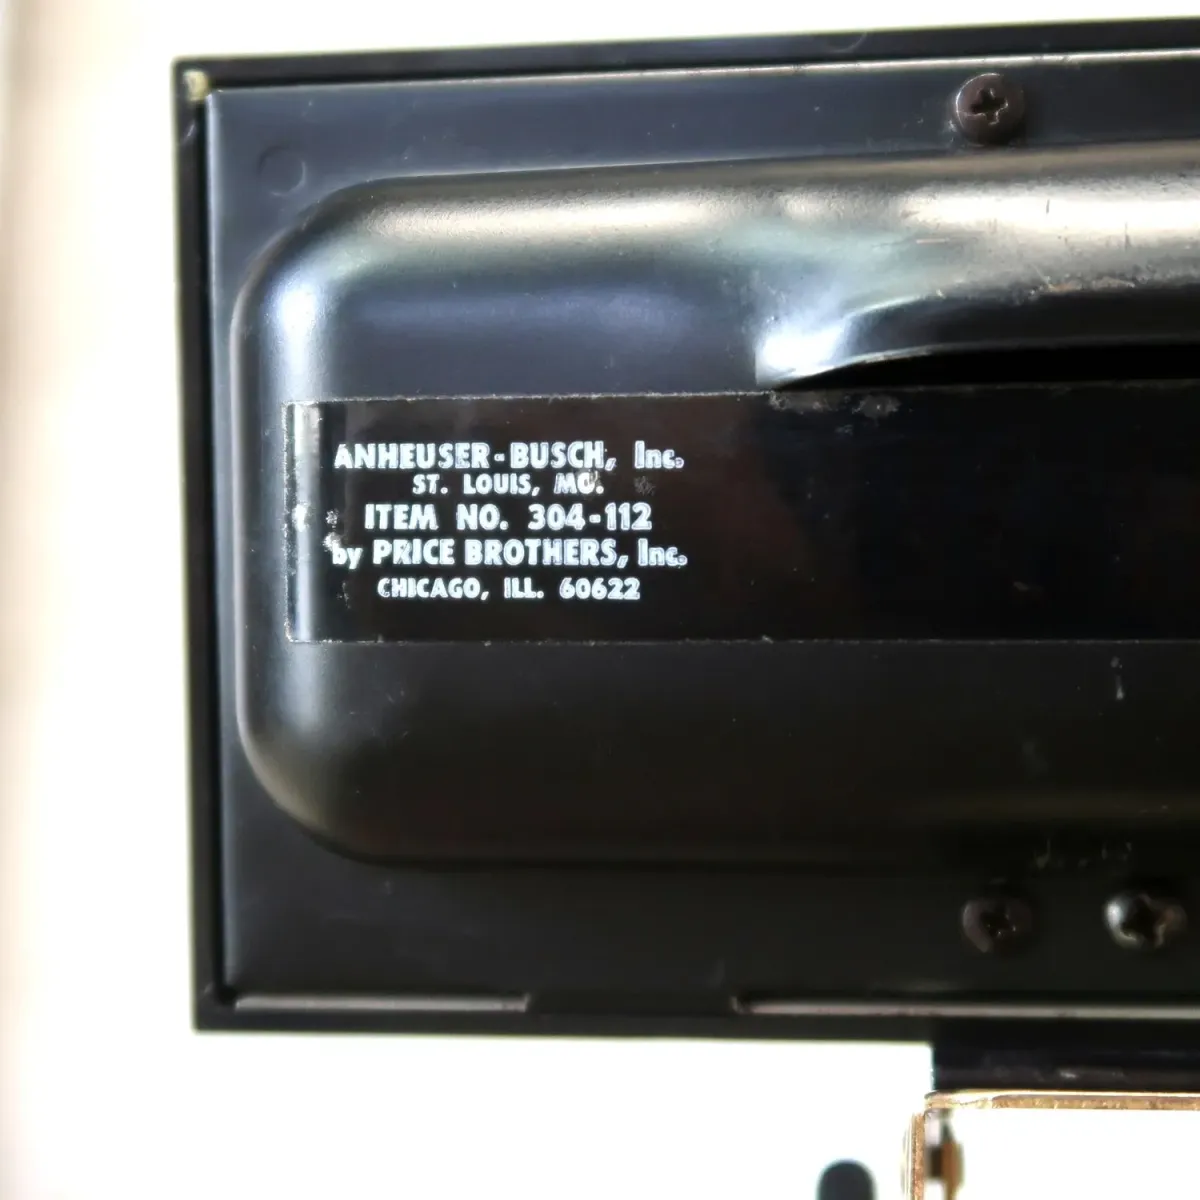 ANHEUSER-BUSCH, Inc.
ST. LOUIS, MO.
ITEM NO. 304-112
by PRICE BROTHERS, Inc.
CHICAGO, ILL. 60622